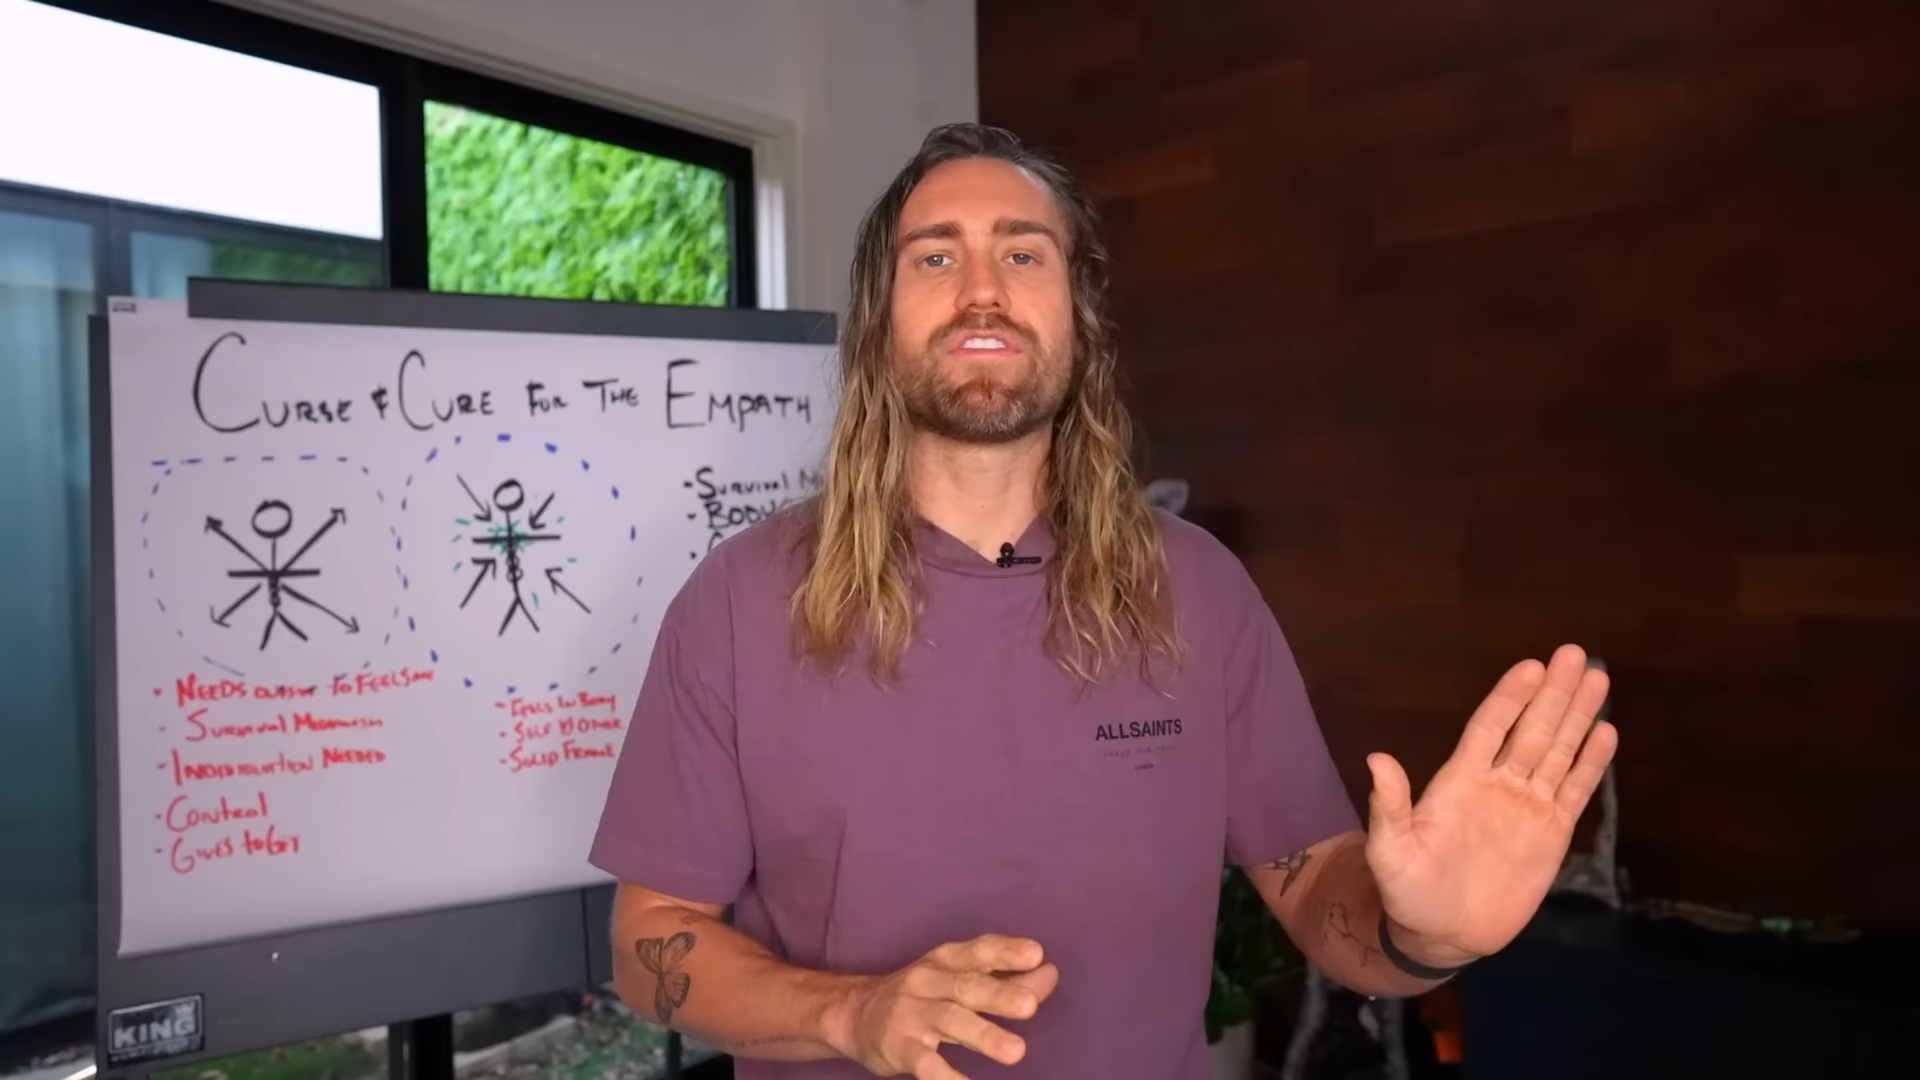 CURSE & CURE FOR THE EMPATH
- SURVIVAL
- BODY
• NEEDS OUTSIDE TO FEEL SAFE
- SURVIVAL MECHANISM
- INDIVIDUATION NEEDED
- CONTROL
- GIVES TO GET
- FEELS IN BODY
- SELF IS OTHER
- SOLID FRAME
ALLSAINTS
KING